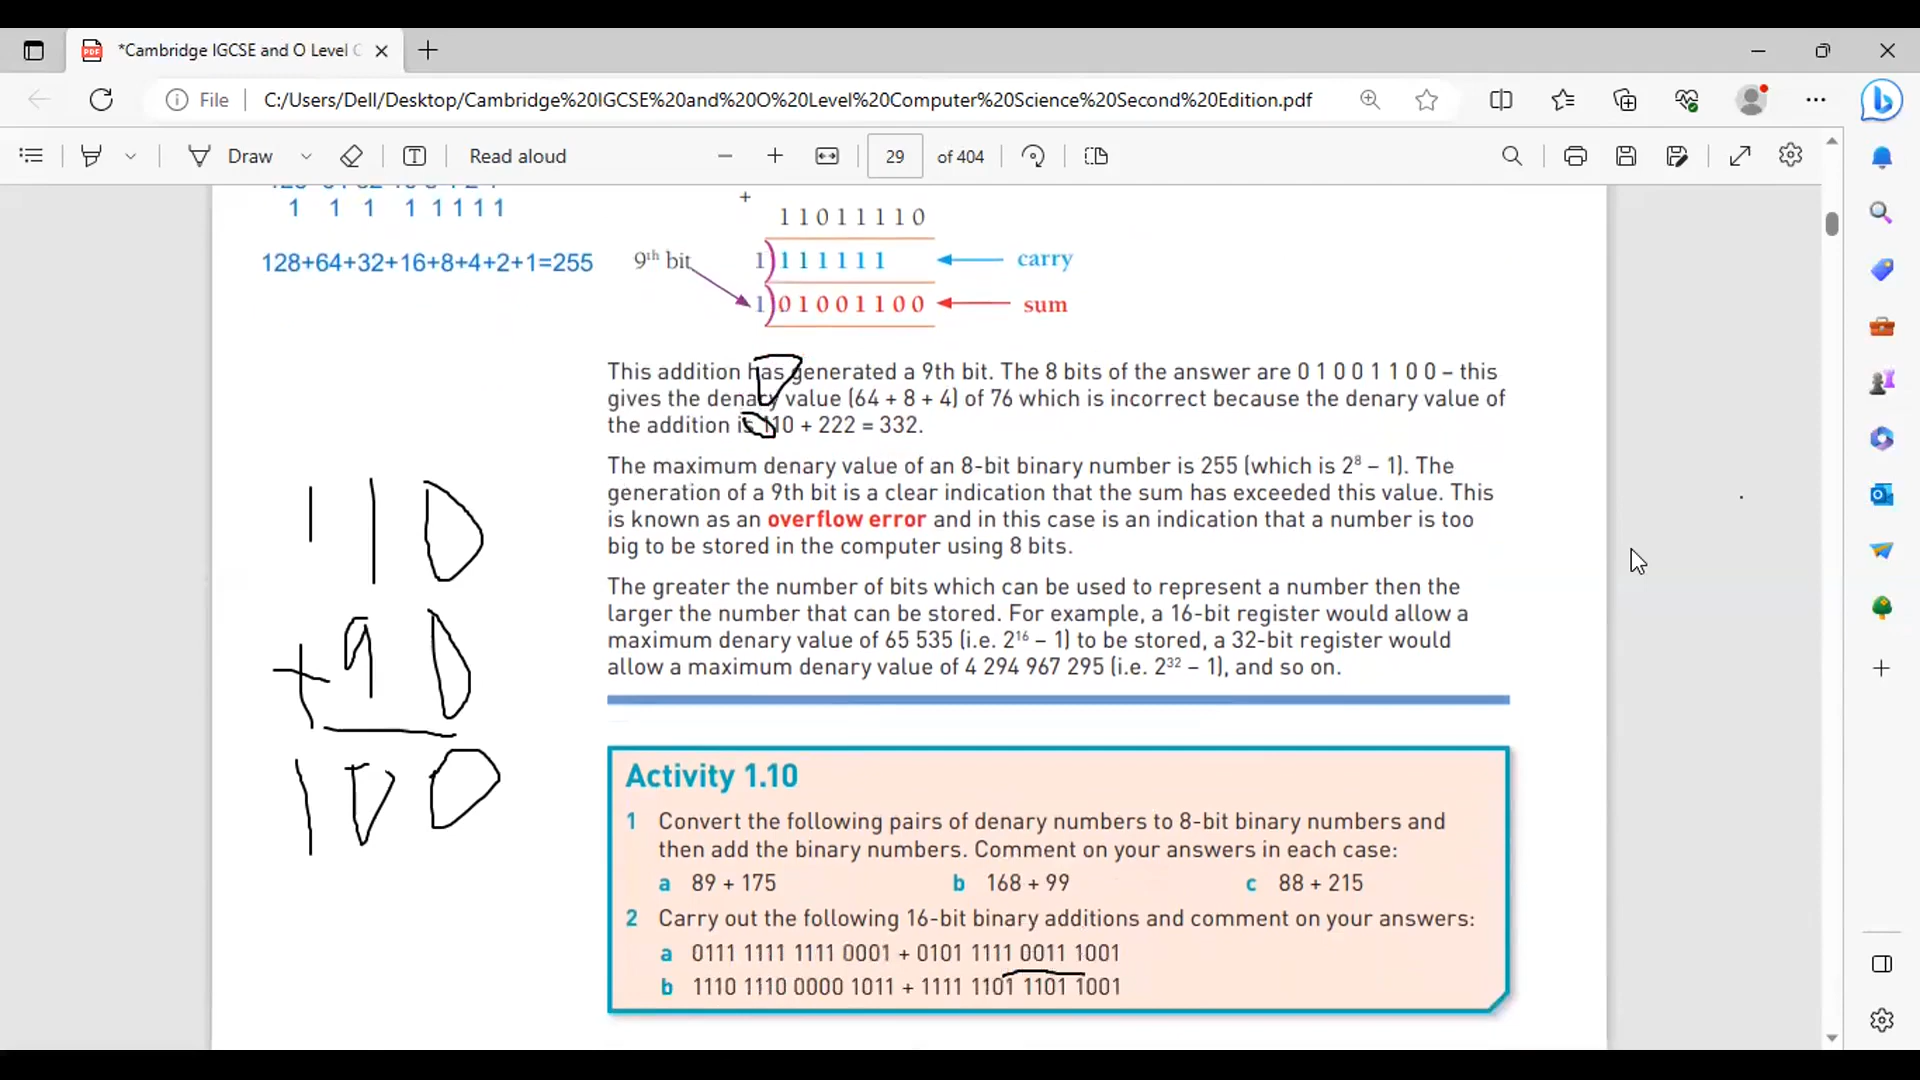 *Cambridge IGCSE and O Level C
File
C:/Users/Dell/Desktop/Cambridge%20IGCSE%20and%20O%20Level%20Computer%20Science%20Second%20Edition.pdf
Draw
Read aloud
29
of 404
1 1 1 1 1 1 1 1
128+64+32+16+8+4+2+1=255
+
1 1 0 1 1 1 1 0
9th bit
1 1 1 1 1 1 1
carry
1 0 1 0 0 1 1 0 0
sum
This addition has generated a 9th bit. The 8 bits of the answer are 0 1 0 0 1 1 0 0 – this
gives the denary value (64 + 8 + 4) of 76 which is incorrect because the denary value of
the addition is 110 + 222 = 332.
The maximum denary value of an 8-bit binary number is 255 (which is 2⁸ – 1). The
generation of a 9th bit is a clear indication that the sum has exceeded this value. This
is known as an overflow error and in this case is an indication that a number is too
big to be stored in the computer using 8 bits.
The greater the number of bits which can be used to represent a number then the
larger the number that can be stored. For example, a 16-bit register would allow a
maximum denary value of 65 535 (i.e. 2¹⁶ – 1) to be stored, a 32-bit register would
allow a maximum denary value of 4 294 967 295 (i.e. 2³² – 1), and so on.
110
+90
100
Activity 1.10
1 Convert the following pairs of denary numbers to 8-bit binary numbers and
then add the binary numbers. Comment on your answers in each case:
a 89 + 175 b 168 + 99 c 88 + 215
2 Carry out the following 16-bit binary additions and comment on your answers:
a 0111 1111 1111 0001 + 0101 1111 0011 1001
b 1110 1110 0000 1011 + 1111 1101 1101 1001